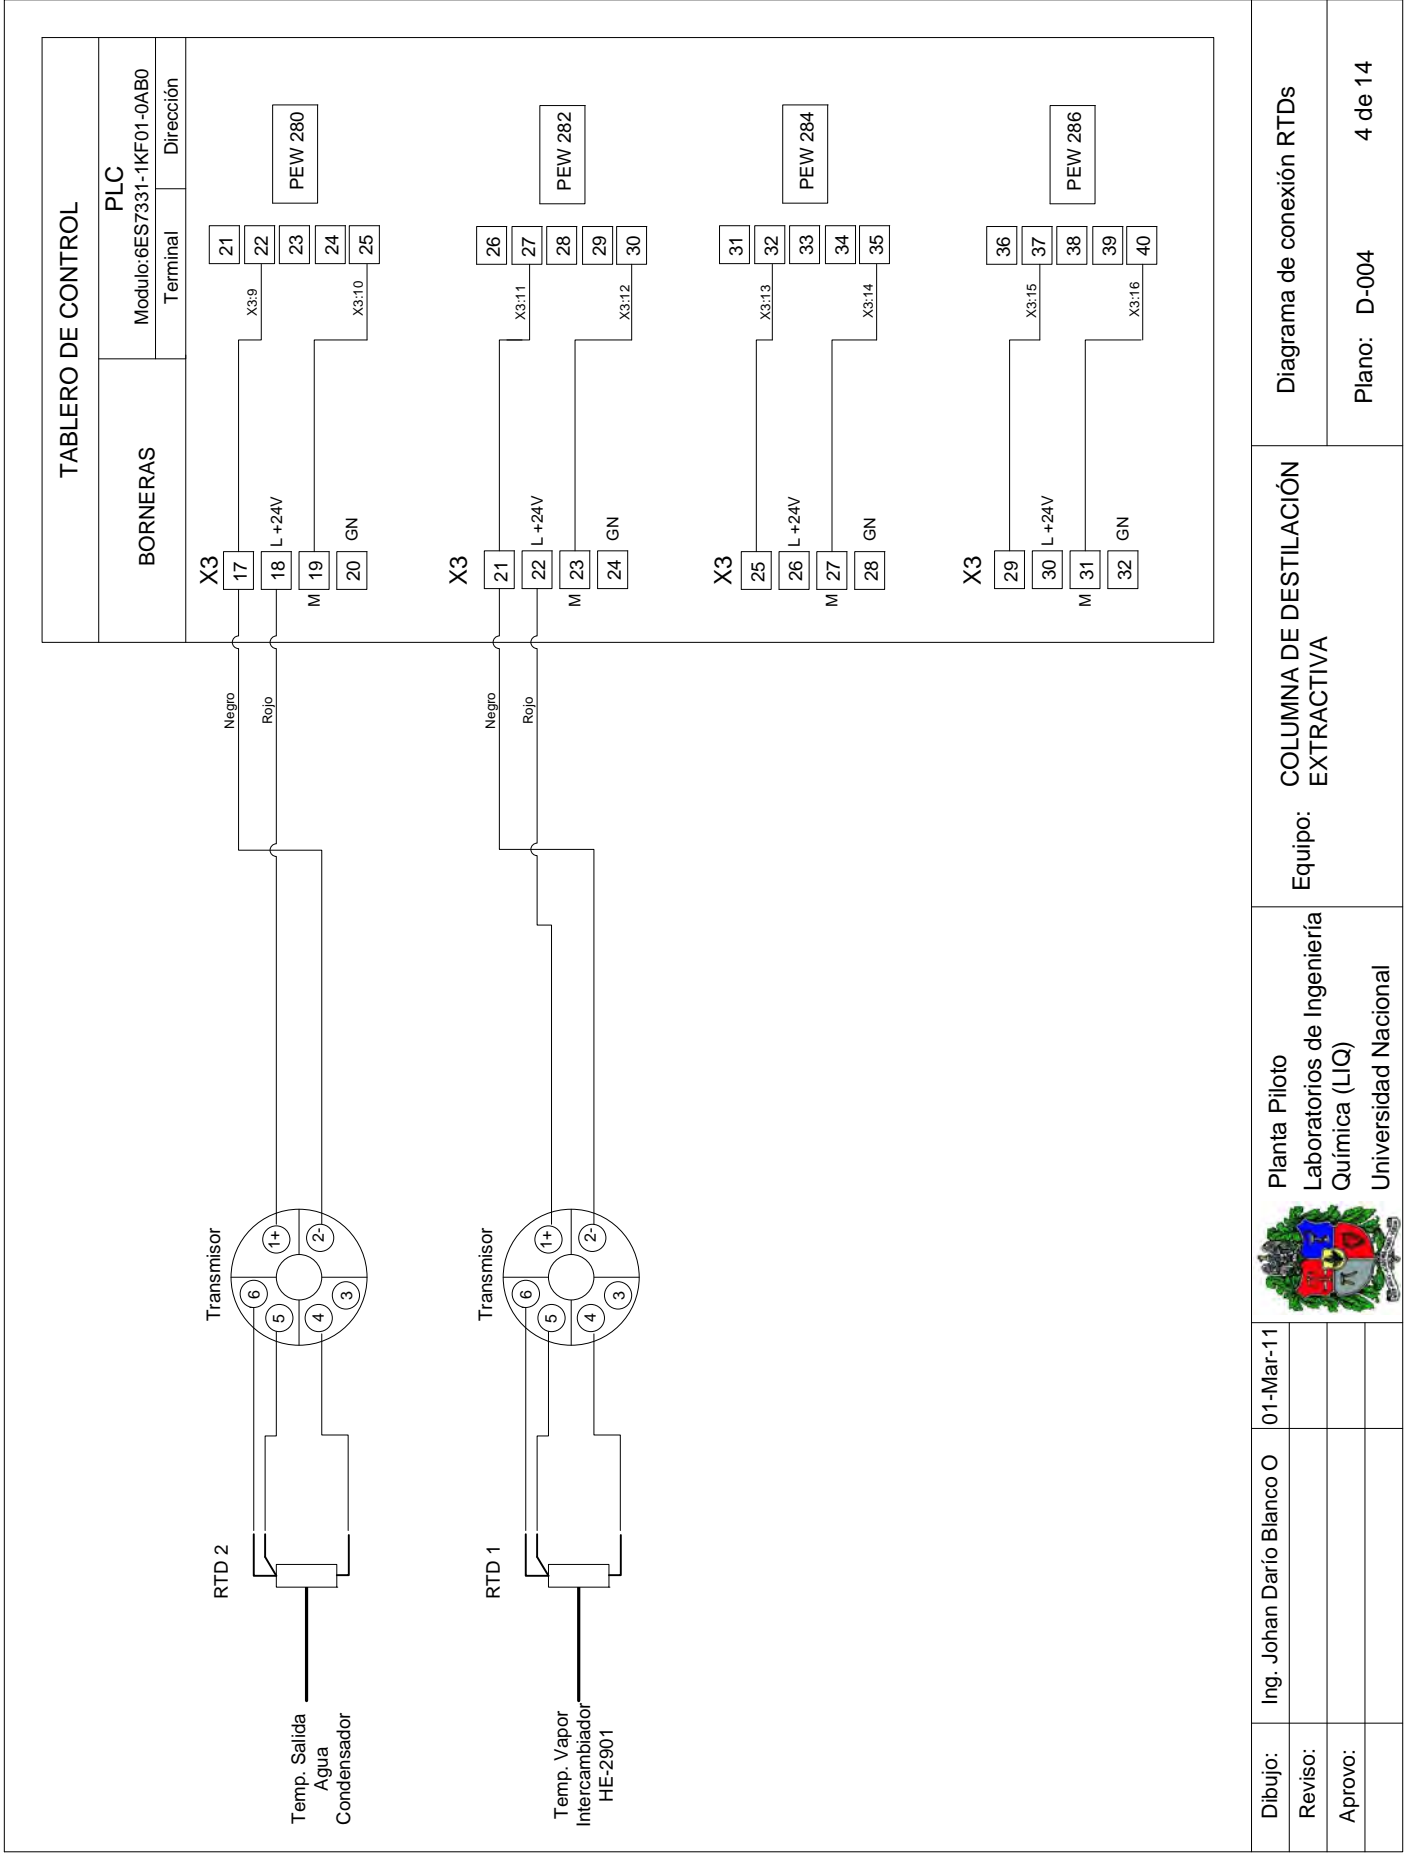 TABLERO DE CONTROL
BORNERAS
PLC
Modulo:6ES7331-1KF01-0AB0
Terminal
Dirección
Temp. Salida
Agua
Condensador
RTD 2
Transmisor
6
5
4
3
1+
2-
Negro
Rojo
X3
17
18
L +24V
M
19
20
GN
X3:9
X3:10
21
22
23
24
25
PEW 280
Temp. Vapor
Intercambiador
HE-2901
RTD 1
Transmisor
6
5
4
3
1+
2-
Negro
Rojo
X3
21
22
L +24V
M
23
24
GN
X3:11
X3:12
26
27
28
29
30
PEW 282
X3
25
26
L +24V
M
27
28
GN
X3:13
X3:14
31
32
33
34
35
PEW 284
X3
29
30
L +24V
M
31
32
GN
X3:15
X3:16
36
37
38
39
40
PEW 286
Dibujo:
Ing. Johan Darío Blanco O
01-Mar-11
Reviso:
Aprovo:
Planta Piloto
Laboratorios de Ingeniería
Química (LIQ)
Universidad Nacional
Equipo:
COLUMNA DE DESTILACIÓN
EXTRACTIVA
Diagrama de conexión RTDs
Plano: D-004
4 de 14